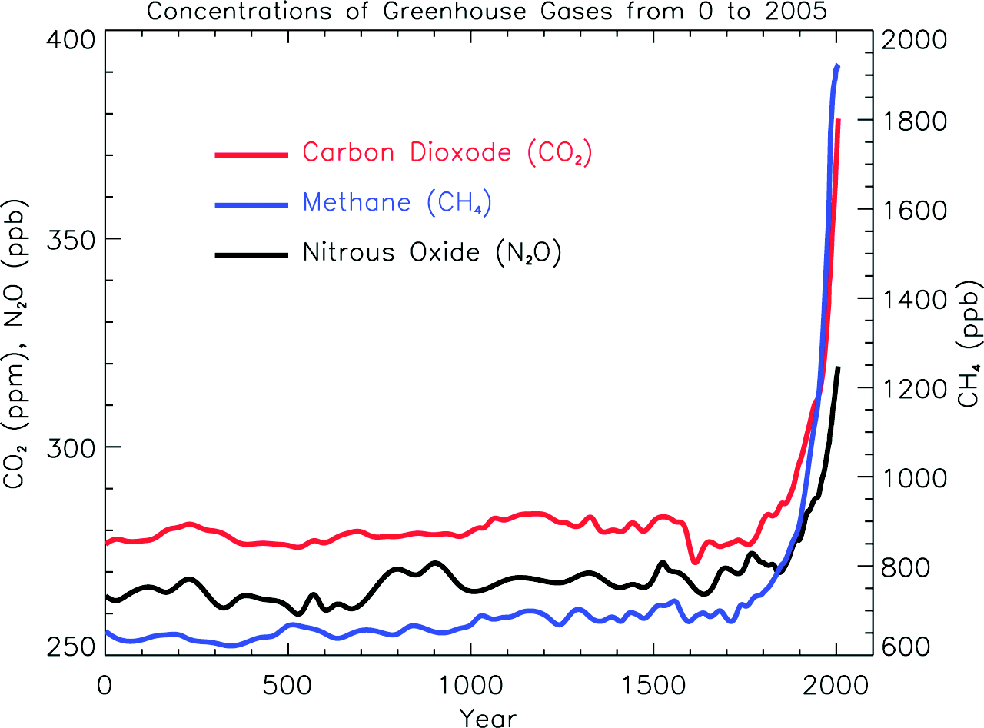 Concentrations of Greenhouse Gases from 0 to 2005
400
350
300
250
CO₂ (ppm), N₂O (ppb)
Carbon Dioxode (CO₂)
Methane (CH₄)
Nitrous Oxide (N₂O)
2000
1800
1600
1400
1200
1000
800
600
CH₄ (ppb)
0 500 1000 1500 2000
Year